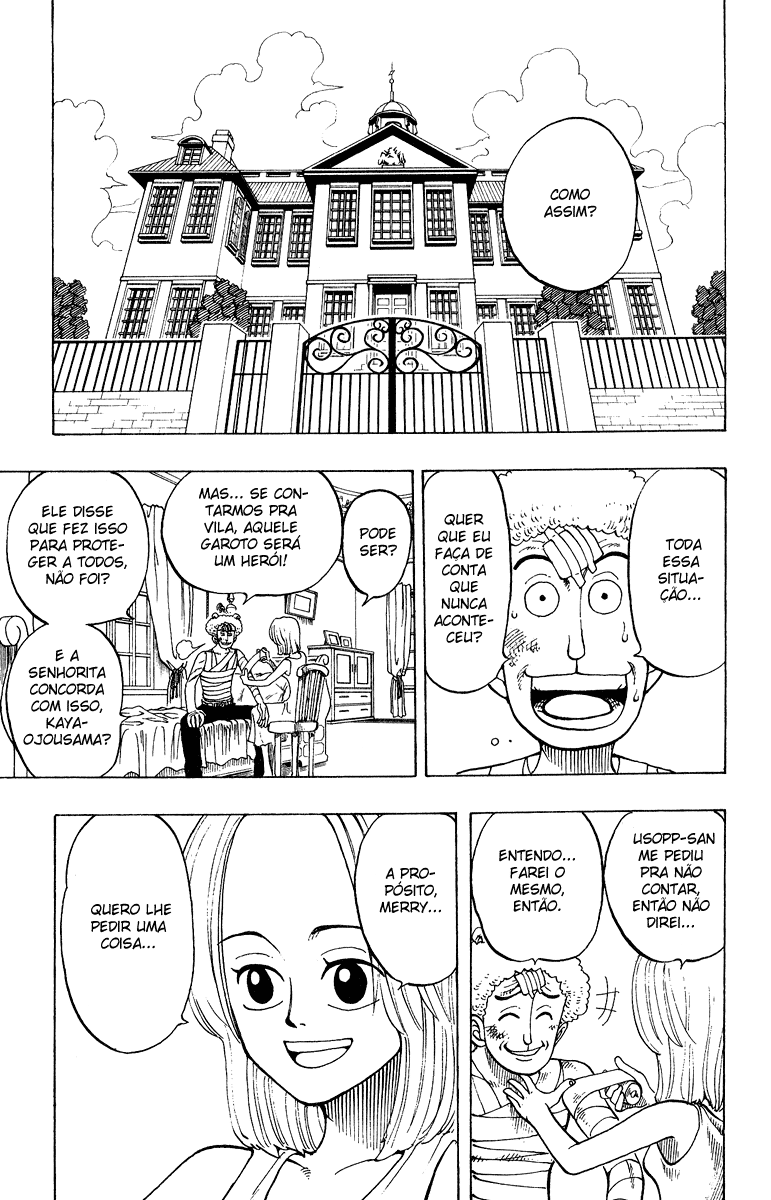 COMO
ASSIM?
TODA
ESSA
SITUA-
ÇÃO...
QUER
QUE EU
FAÇA DE
CONTA
QUE
NUNCA
ACONTE-
CEU?
PODE
SER?
MAS... SE CON-
TARMOS PRA
VILA, AQUELE
GAROTO SERÁ
UM HERÓI!
ELE DISSE
QUE FEZ ISSO
PARA PROTE-
GER A TODOS,
NÃO FOI?
E A
SENHORITA
CONCORDA
COM ISSO,
KAYA-
OJOUSAMA?
USOPP-SAN
ME PEDIU
PRA NÃO
CONTAR,
ENTÃO NÃO
DIREI...
ENTENDO...
FAREI O
MESMO,
ENTÃO.
A PRO-
PÓSITO,
MERRY...
QUERO LHE
PEDIR UMA
COISA...